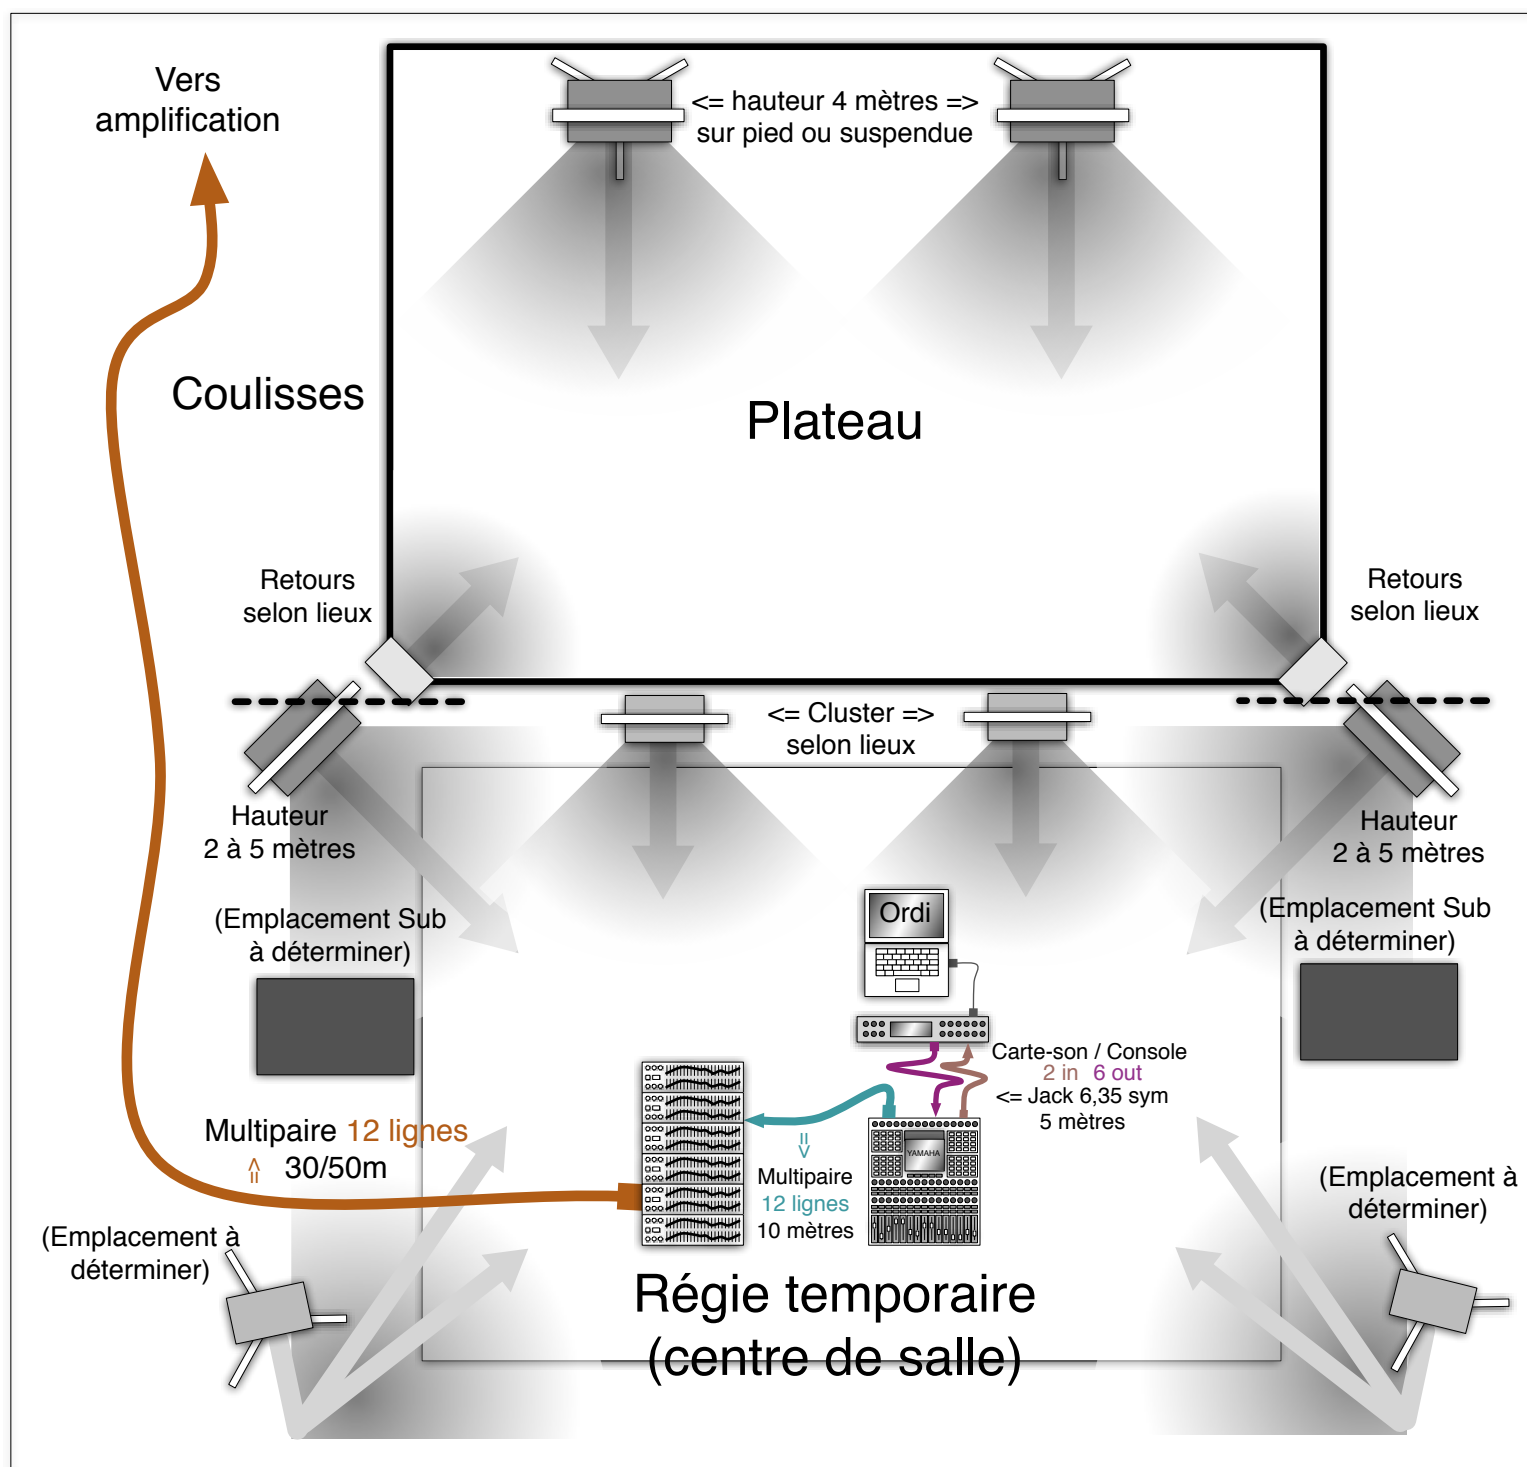 Vers
amplification
<= hauteur 4 mètres =>
sur pied ou suspendue
Coulisses
Plateau
Retours
selon lieux
Retours
selon lieux
<= Cluster =>
selon lieux
Hauteur
2 à 5 mètres
Hauteur
2 à 5 mètres
(Emplacement Sub
à déterminer)
Ordi
(Emplacement Sub
à déterminer)
Carte-son / Console
2 in 6 out
<= Jack 6,35 sym
5 mètres
Multipaire 12 lignes
<= 30/50m
YAMAHA
=>
Multipaire
12 lignes
10 mètres
(Emplacement à
déterminer)
(Emplacement à
déterminer)
Régie temporaire
(centre de salle)